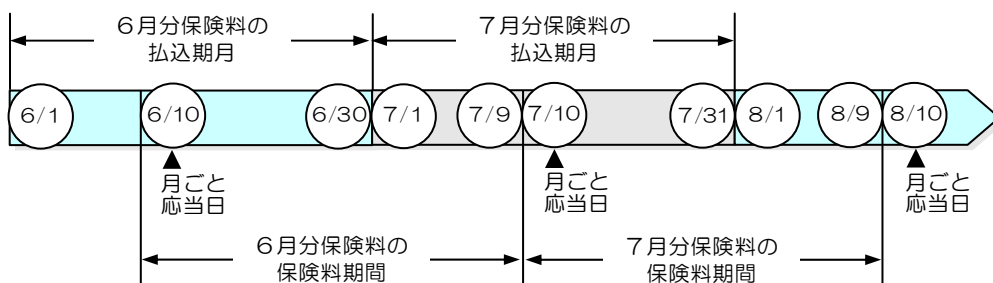 ６月分保険料の
払込期月
７月分保険料の
払込期月
6/1
6/10
6/30
7/1
7/9
7/10
7/31
8/1
8/9
8/10
月ごと
応当日
月ごと
応当日
月ごと
応当日
６月分保険料の
保険料期間
７月分保険料の
保険料期間